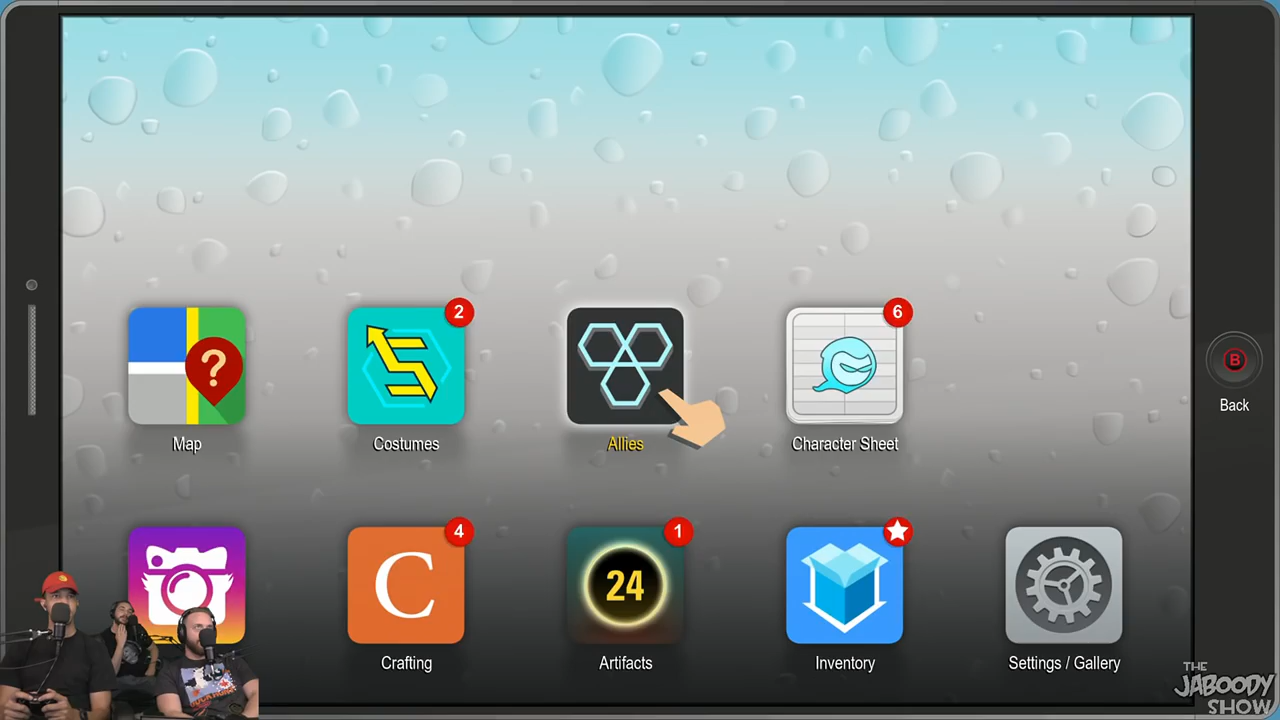 2
6
?
B
Back
Map
Costumes
Allies
Character Sheet
4
1
C
24
Crafting
Artifacts
Inventory
Settings / Gallery
THE
JABOODY
SHOW